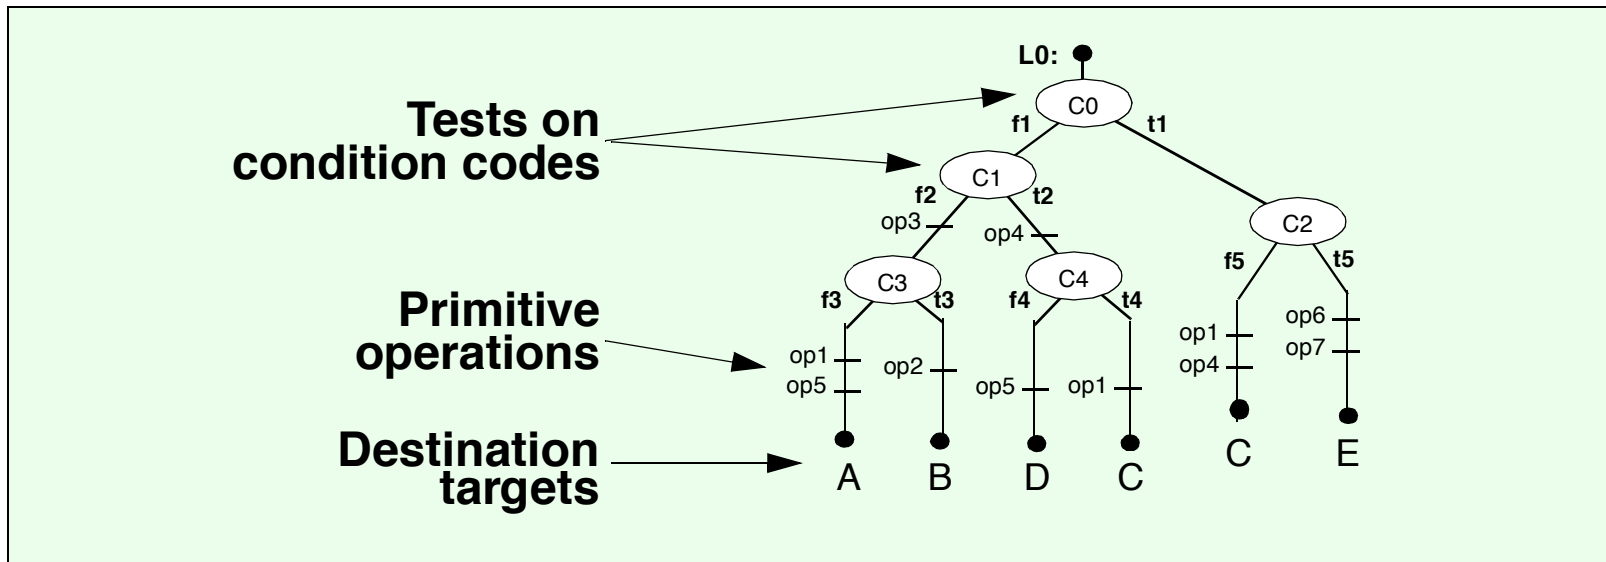 L0:
C0
f1 t1
Tests on
condition codes
C1
f2 t2
op3 op4
C2
f5 t5
C3 C4
f3 t3 f4 t4
Primitive
operations
op6
op1
op7
op1 op2 op4
op5 op5 op1
Destination
targets
C E
A B D C